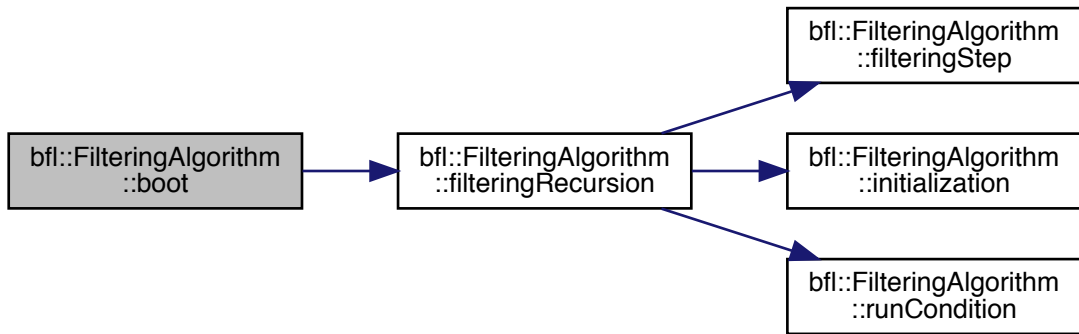 bfl::FilteringAlgorithm
::boot
bfl::FilteringAlgorithm
::filteringRecursion
bfl::FilteringAlgorithm
::filteringStep
bfl::FilteringAlgorithm
::initialization
bfl::FilteringAlgorithm
::runCondition